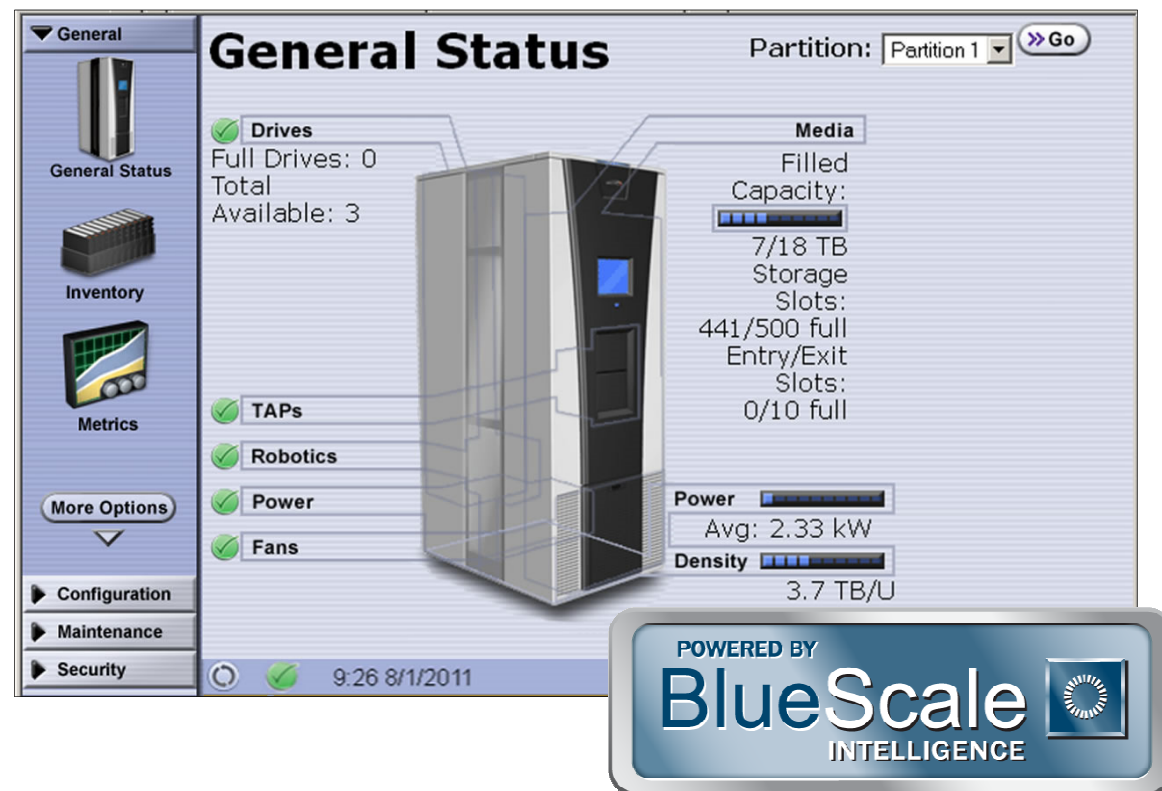 General
General Status
Inventory
Metrics
More Options
Configuration
Maintenance
Security
General Status
Partition: Partition 1 Go
Drives
Full Drives: 0
Total
Available: 3
TAPs
Robotics
Power
Fans
Media
Filled
Capacity:
7/18 TB
Storage
Slots:
441/500 full
Entry/Exit
Slots:
0/10 full
Power
Avg: 2.33 kW
Density
3.7 TB/U
9:26 8/1/2011
POWERED BY
BlueScale
INTELLIGENCE